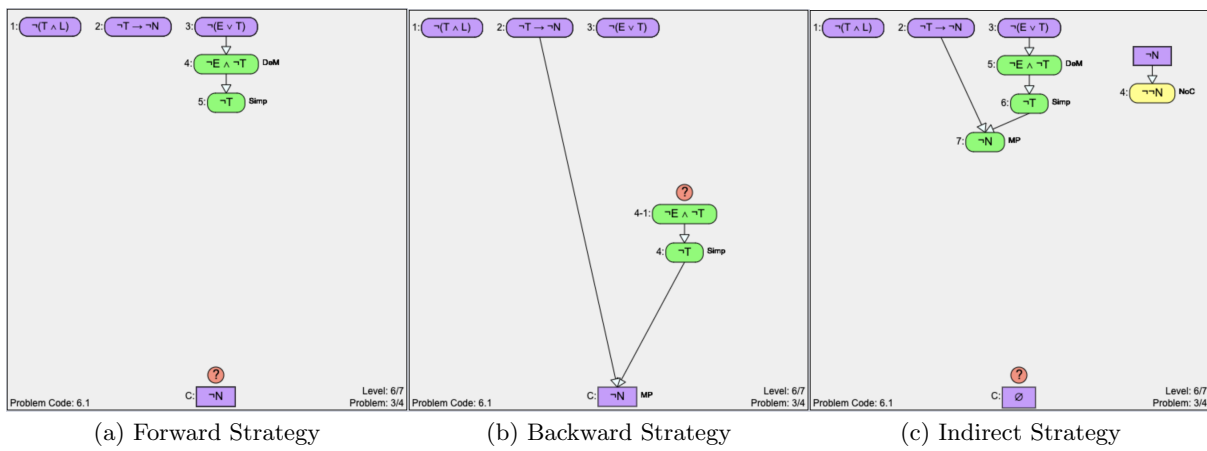 1: ¬(T ∧ L) 2: ¬T → ¬N 3: ¬(E ∨ T)
4: ¬E ∧ ¬T DeM
5: ¬T Simp
?
C: ¬N
Level: 6/7
Problem Code: 6.1 Problem: 3/4
(a) Forward Strategy
1: ¬(T ∧ L) 2: ¬T → ¬N 3: ¬(E ∨ T)
?
4-1: ¬E ∧ ¬T
4: ¬T Simp
C: ¬N MP
Level: 6/7
Problem Code: 6.1 Problem: 3/4
(b) Backward Strategy
1: ¬(T ∧ L) 2: ¬T → ¬N 3: ¬(E ∨ T)
¬N
5: ¬E ∧ ¬T DeM
4: ¬¬N NoC
6: ¬T Simp
7: ¬N MP
?
C: ∅
Level: 6/7
Problem Code: 6.1 Problem: 3/4
(c) Indirect Strategy